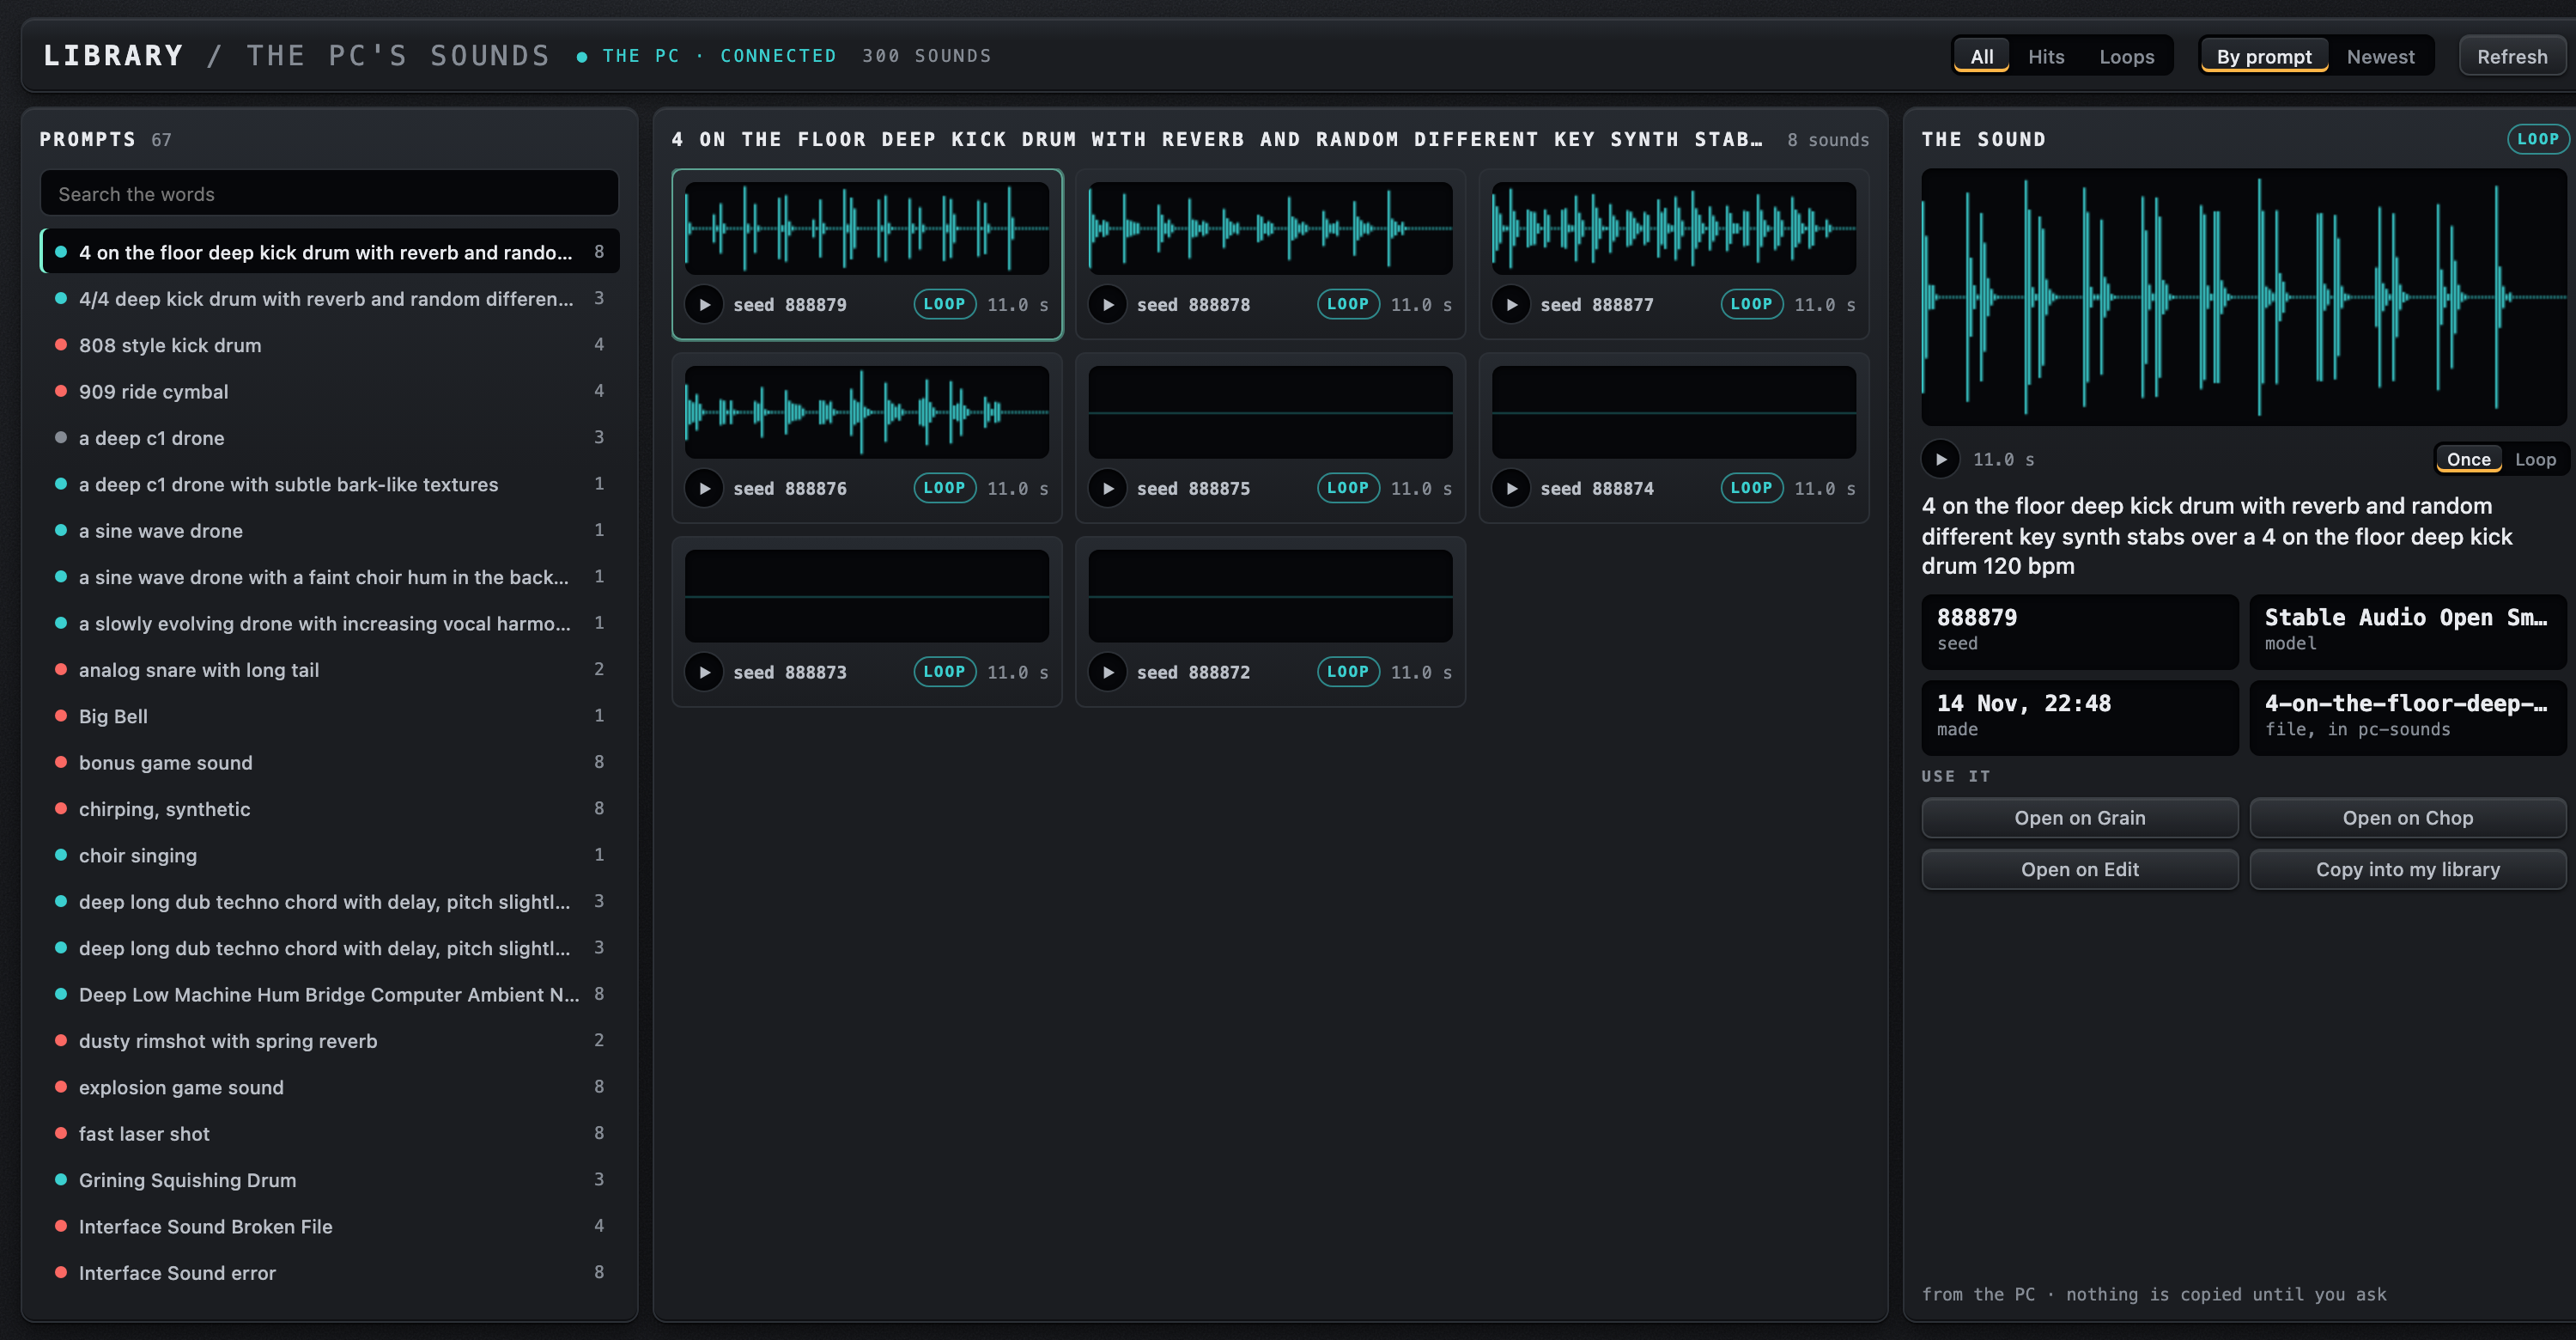 LIBRARY / THE PC'S SOUNDS THE PC · CONNECTED 300 SOUNDS
All Hits Loops By prompt Newest Refresh
PROMPTS 67
Search the words
4 on the floor deep kick drum with reverb and rando... 8
4/4 deep kick drum with reverb and random differen... 3
808 style kick drum 4
909 ride cymbal 4
a deep c1 drone 3
a deep c1 drone with subtle bark-like textures 1
a sine wave drone 1
a sine wave drone with a faint choir hum in the back... 1
a slowly evolving drone with increasing vocal harmo... 1
analog snare with long tail 2
Big Bell 1
bonus game sound 8
chirping, synthetic 8
choir singing 1
deep long dub techno chord with delay, pitch slightl... 3
deep long dub techno chord with delay, pitch slightl... 3
Deep Low Machine Hum Bridge Computer Ambient N... 8
dusty rimshot with spring reverb 2
explosion game sound 8
fast laser shot 8
Grining Squishing Drum 3
Interface Sound Broken File 4
Interface Sound error 8
4 ON THE FLOOR DEEP KICK DRUM WITH REVERB AND RANDOM DIFFERENT KEY SYNTH STAB... 8 sounds
seed 888879 LOOP 11.0 s
seed 888878 LOOP 11.0 s
seed 888877 LOOP 11.0 s
seed 888876 LOOP 11.0 s
seed 888875 LOOP 11.0 s
seed 888874 LOOP 11.0 s
seed 888873 LOOP 11.0 s
seed 888872 LOOP 11.0 s
THE SOUND LOOP
11.0 s Once Loop
4 on the floor deep kick drum with reverb and random
different key synth stabs over a 4 on the floor deep kick
drum 120 bpm
888879
seed
Stable Audio Open Sm...
model
14 Nov, 22:48
made
4-on-the-floor-deep-...
file, in pc-sounds
USE IT
Open on Grain
Open on Chop
Open on Edit
Copy into my library
from the PC · nothing is copied until you ask